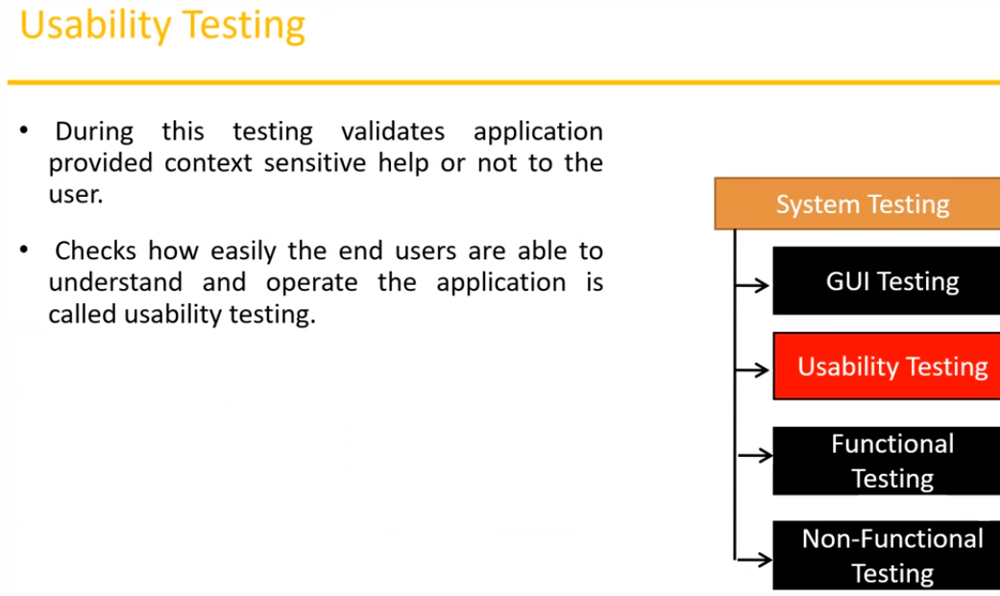 Usability Testing
• During this testing validates application
provided context sensitive help or not to the
user.
• Checks how easily the end users are able to
understand and operate the application is
called usability testing.
System Testing
GUI Testing
Usability Testing
Functional
Testing
Non-Functional
Testing